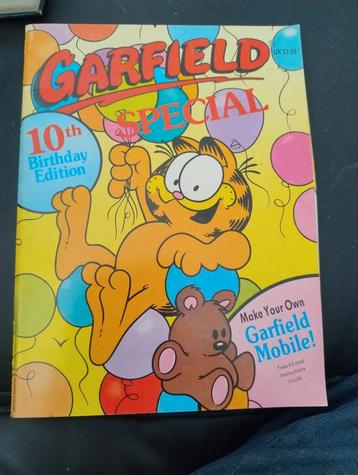 GARFIELD
UK £1.50
SPECIAL
10th
Birthday
Edition
Make Your Own
Garfield
Mobile!
Free kit and
Instructions
inside